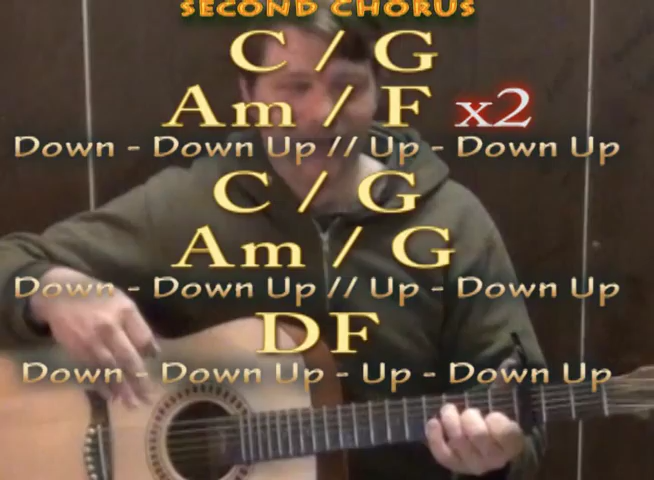 SECOND CHORUS
C / G
Am / F x2
Down - Down Up // Up - Down Up
C / G
Am / G
Down - Down Up // Up - Down Up
DF
Down - Down Up - Up - Down Up